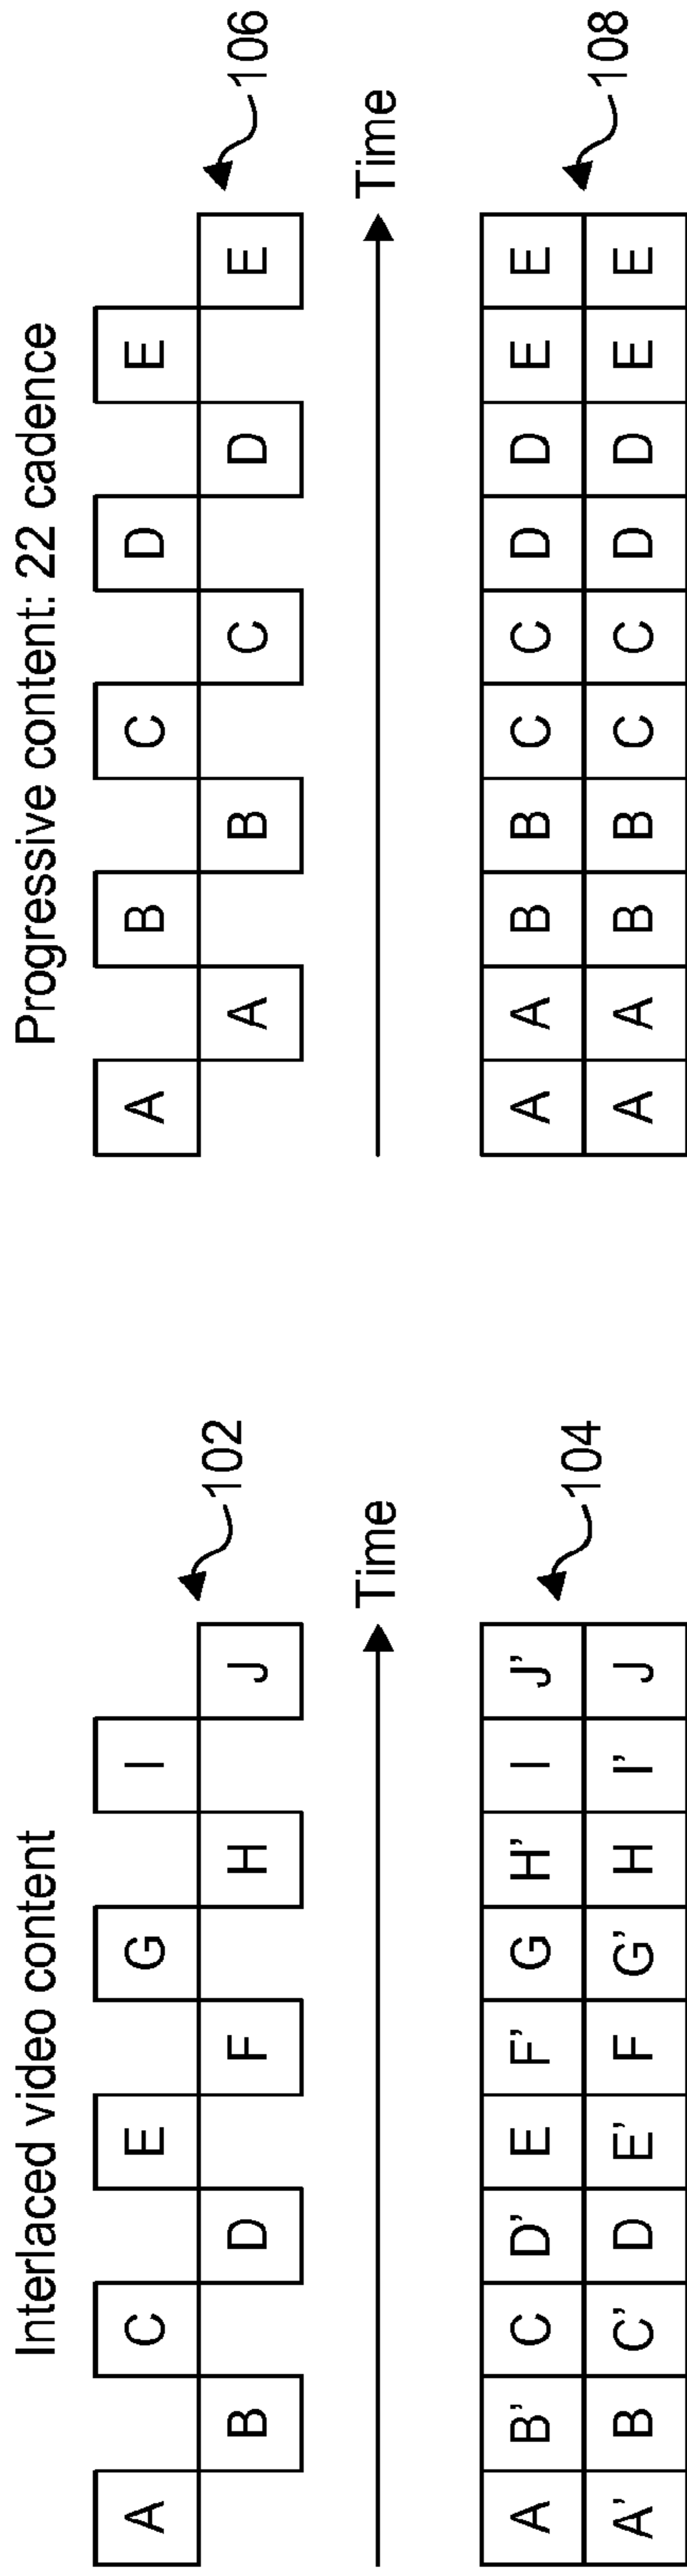 Interlaced video content
A C E G I
B D F H J
102
Time
A B' C D' E F' G H' I J'
A' B C' D E' F G' H I' J
104
Progressive content: 22 cadence
A B C D E
A B C D E
106
Time
A A B B C C D D E E
A A B B C C D D E E
108